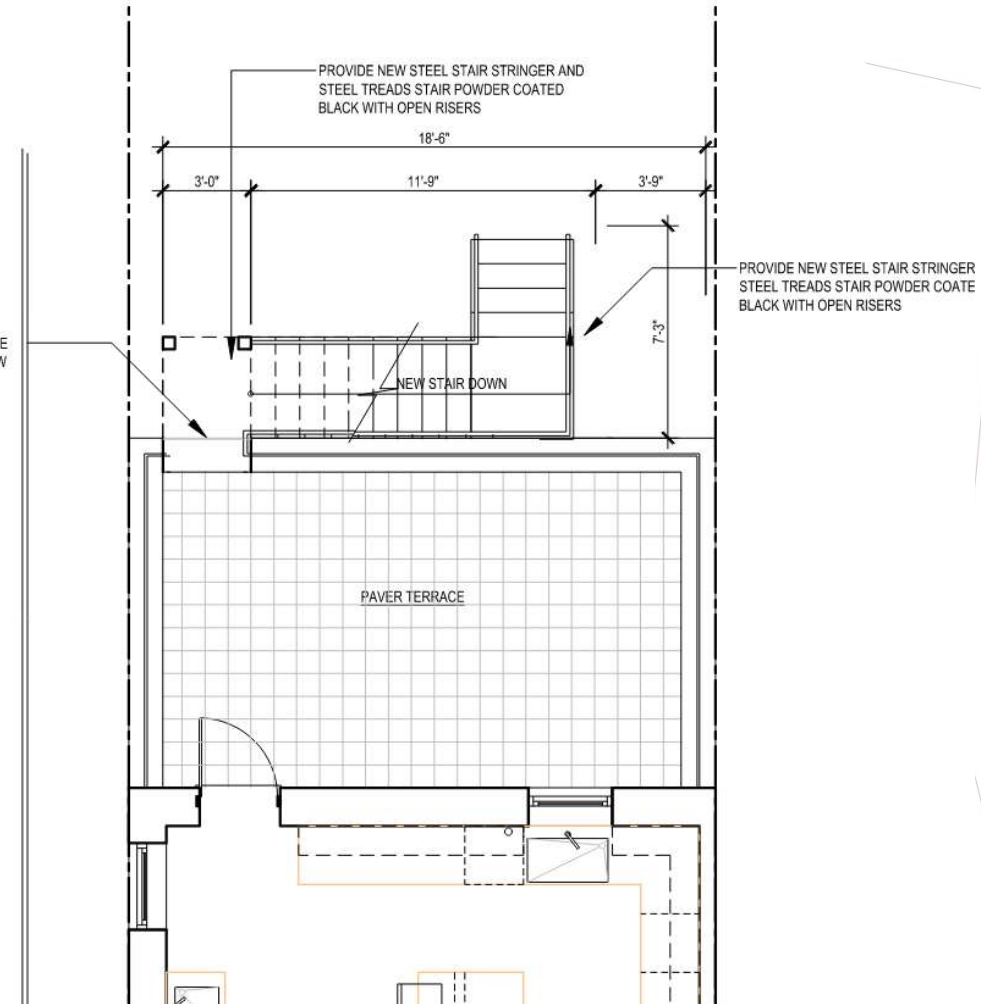 PROVIDE NEW STEEL STAIR STRINGER AND
STEEL TREADS STAIR POWDER COATED
BLACK WITH OPEN RISERS
18'-6"
3'-0"
11'-9"
3'-9"
PROVIDE NEW STEEL STAIR STRINGER
STEEL TREADS STAIR POWDER COATE
BLACK WITH OPEN RISERS
7'-3"
E
W
NEW STAIR DOWN
PAVER TERRACE